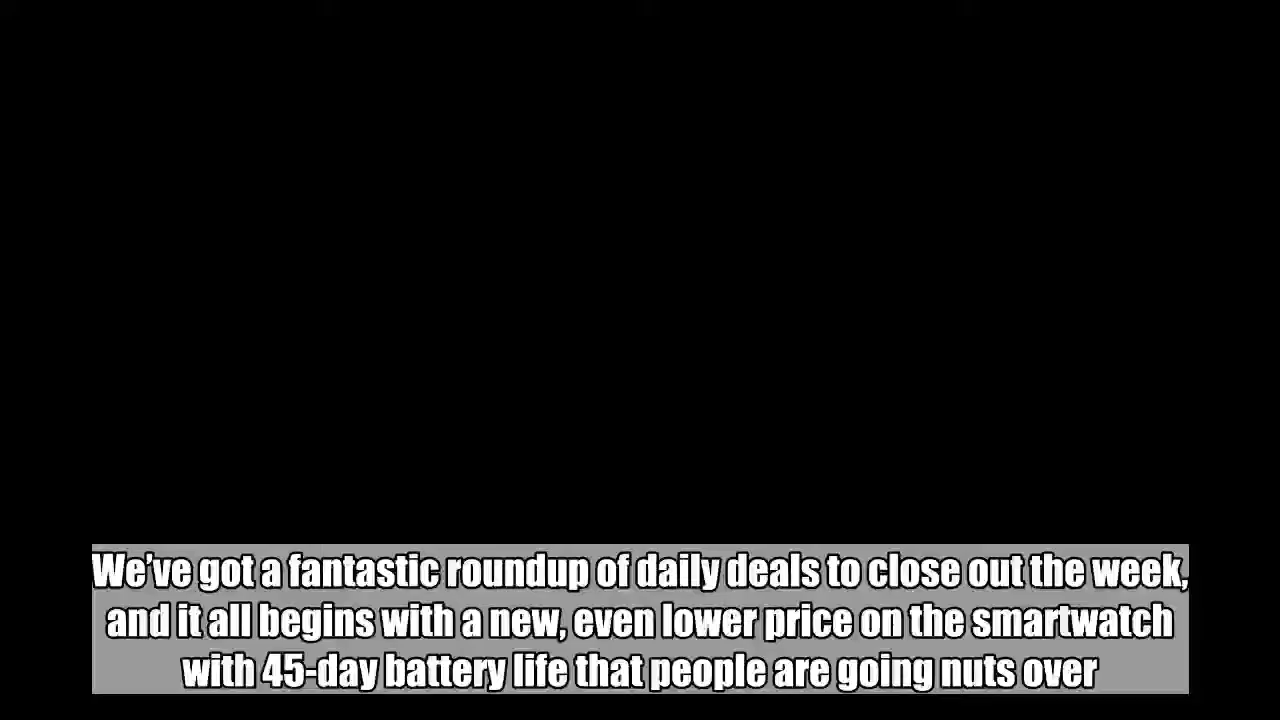 We've got a fantastic roundup of daily deals to close out the week,
and it all begins with a new, even lower price on the smartwatch
with 45-day battery life that people are going nuts over